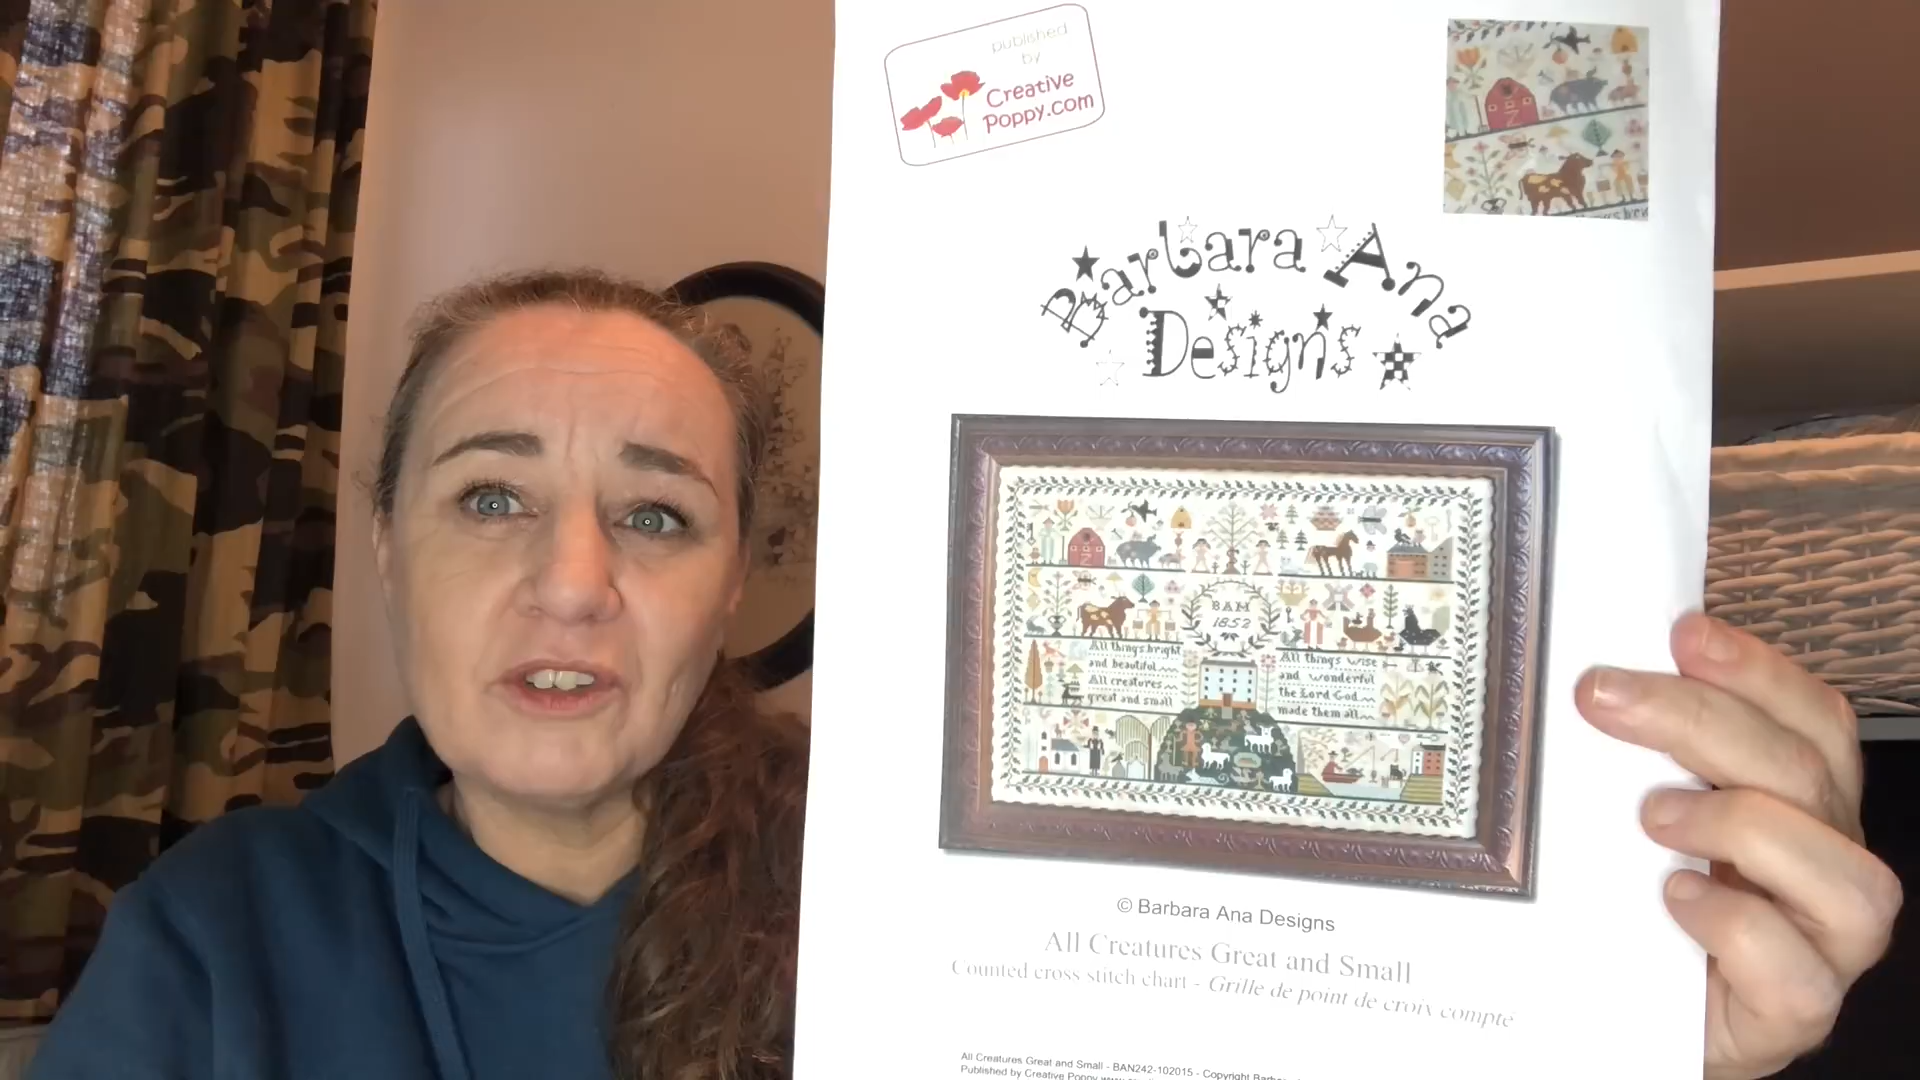 published
by
Creative
Poppy.com
Barbara Ana
Designs
BAM
1852
All things bright
and beautiful
All creatures
great and small
All things wise
and wonderful
the Lord God
made them all
© Barbara Ana Designs
All Creatures Great and Small
Counted cross stitch chart - Grille de point de croix compté
All Creatures Great and Small - BAN242-102015 - Copyright
Published by Creative Poppy